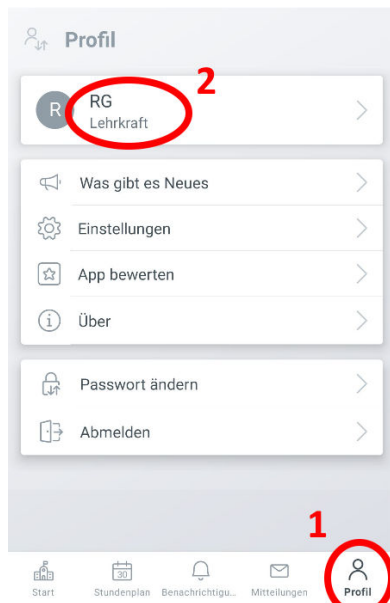 Profil
2
R
RG
Lehrkraft
Was gibt es Neues
Einstellungen
App bewerten
i
Über
Passwort ändern
Abmelden
1
30
Start
Stundenplan
Benachrichtigu...
Mitteilungen
Profil